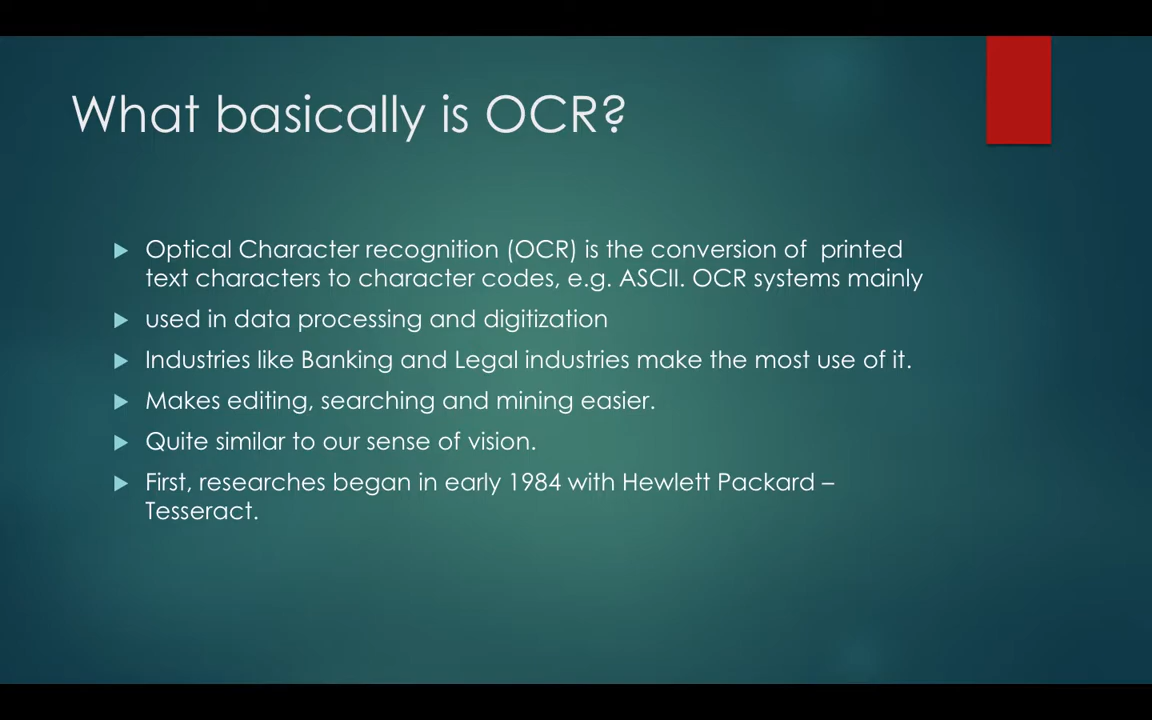 What basically is OCR?
Optical Character recognition (OCR) is the conversion of  printed
text characters to character codes, e.g. ASCII. OCR systems mainly
used in data processing and digitization
Industries like Banking and Legal industries make the most use of it.
Makes editing, searching and mining easier.
Quite similar to our sense of vision.
First, researches began in early 1984 with Hewlett Packard –
Tesseract.